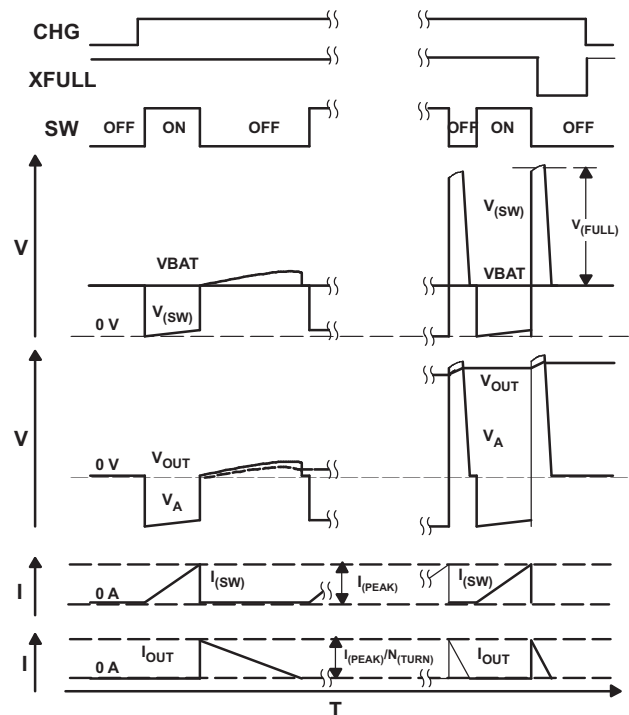 CHG
XFULL
SW OFF ON OFF OFF ON OFF
V
V(SW)
V(FULL)
VBAT VBAT
0 V V(SW)
V
VOUT
VA
0 V VOUT
VA
I 0 A I(SW) I(PEAK) I(SW)
I 0 A IOUT I(PEAK)/N(TURN) IOUT
T